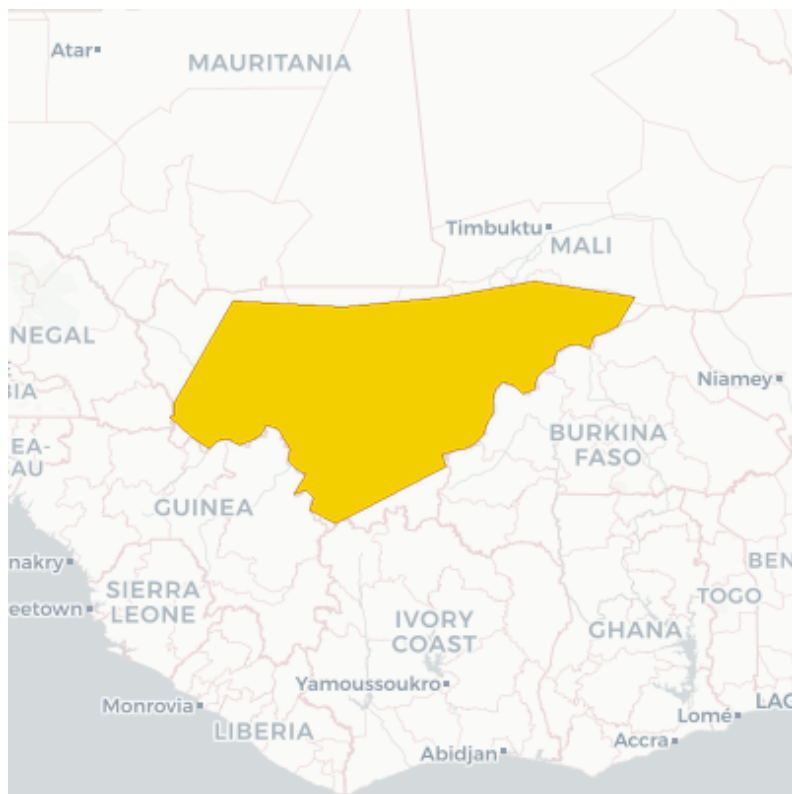 Atar
MAURITANIA
Timbuktu
MALI
NEGAL
BIA
Niamey
EA-
AU
BURKINA
FASO
GUINEA
nakry
BEN
SIERRA
LEONE
TOGO
eetown
IVORY
COAST
GHANA
Yamoussoukro
Monrovia
LAG
Lomé
LIBERIA
Abidjan
Accra